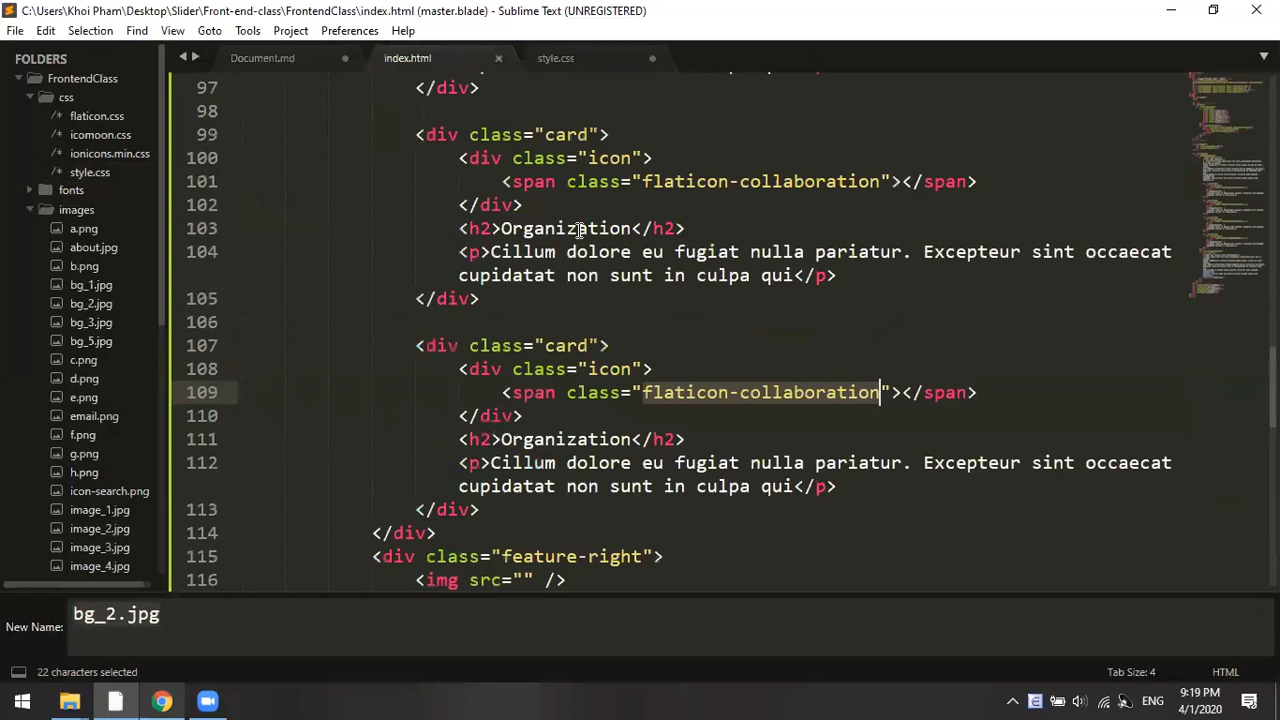 C:\Users\Khoi Pham\Desktop\Slider\Front-end-class\FrontendClass\index.html (master.blade) - Sublime Text (UNREGISTERED)
File Edit Selection Find View Goto Tools Project Preferences Help
FOLDERS
FrontendClass
css
flaticon.css
icomoon.css
ionicons.min.css
style.css
fonts
images
a.png
about.jpg
b.png
bg_1.jpg
bg_2.jpg
bg_3.jpg
bg_5.jpg
c.png
d.png
e.png
email.png
f.png
g.png
h.png
icon-search.png
image_1.jpg
image_2.jpg
image_3.jpg
image_4.jpg
Document.md index.html style.css
97 </div>
98
99 <div class="card">
100 <div class="icon">
101 <span class="flaticon-collaboration"></span>
102 </div>
103 <h2>Organization</h2>
104 <p>Cillum dolore eu fugiat nulla pariatur. Excepteur sint occaecat
cupidatat non sunt in culpa qui</p>
105 </div>
106
107 <div class="card">
108 <div class="icon">
109 <span class="flaticon-collaboration"></span>
110 </div>
111 <h2>Organization</h2>
112 <p>Cillum dolore eu fugiat nulla pariatur. Excepteur sint occaecat
cupidatat non sunt in culpa qui</p>
113 </div>
114 </div>
115 <div class="feature-right">
116 <img src="" />
New Name: bg_2.jpg
22 characters selected Tab Size: 4 HTML
ENG 9:19 PM
4/1/2020